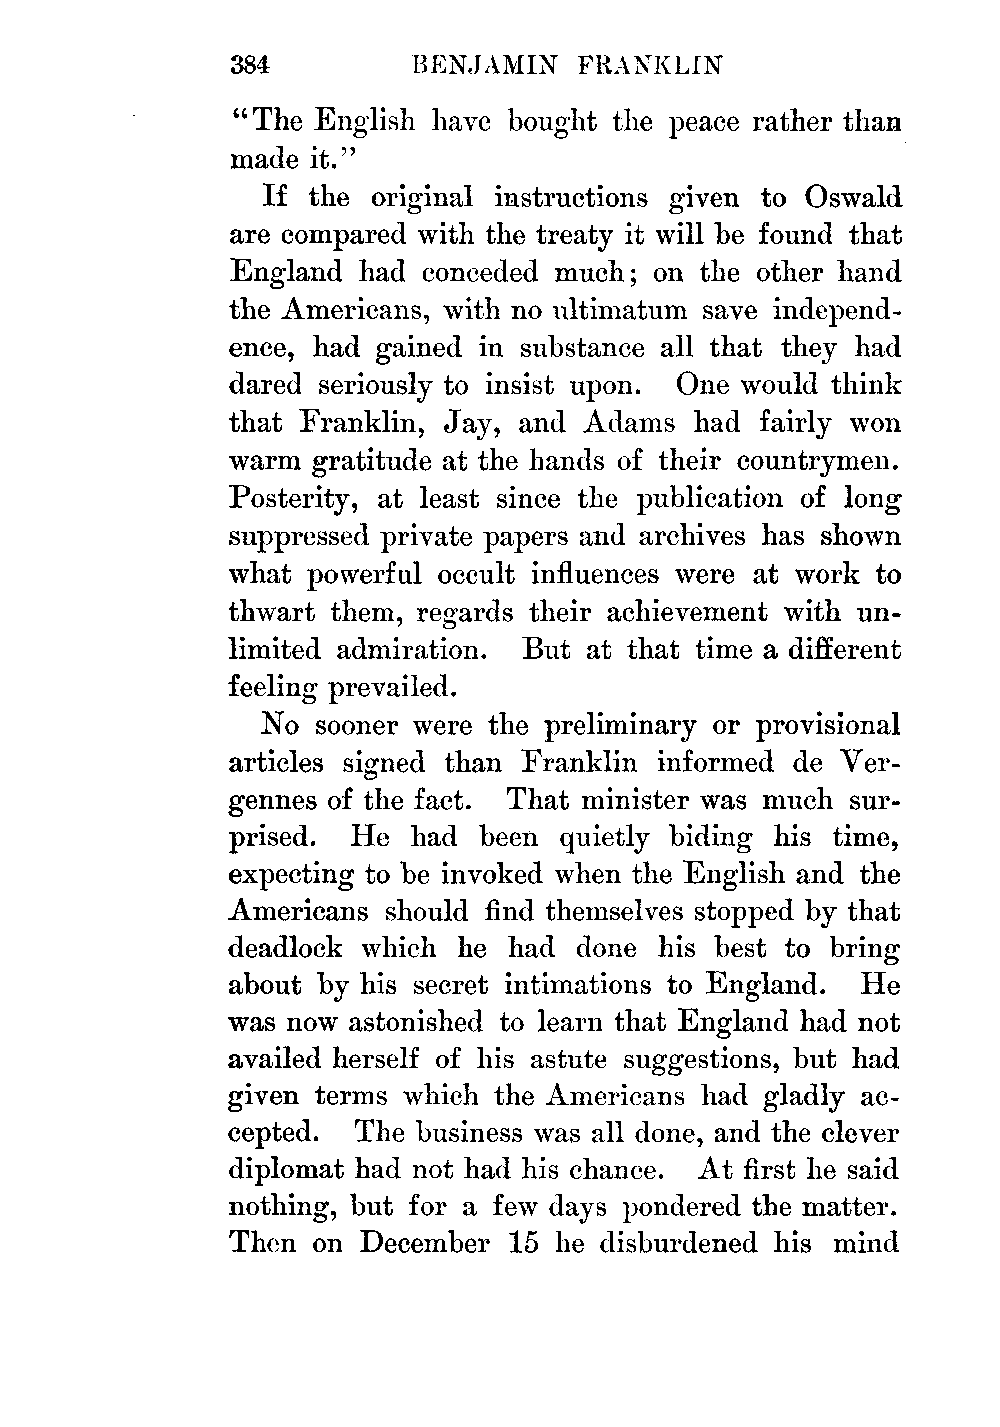 384 BENJAMIN FRANKLIN
“The English have bought the peace rather than
made it.”
If the original instructions given to Oswald
are compared with the treaty it will be found that
England had conceded much; on the other hand
the Americans, with no ultimatum save independ-
ence, had gained in substance all that they had
dared seriously to insist upon. One would think
that Franklin, Jay, and Adams had fairly won
warm gratitude at the hands of their countrymen.
Posterity, at least since the publication of long
suppressed private papers and archives has shown
what powerful occult influences were at work to
thwart them, regards their achievement with un-
limited admiration. But at that time a different
feeling prevailed.
No sooner were the preliminary or provisional
articles signed than Franklin informed de Ver-
gennes of the fact. That minister was much sur-
prised. He had been quietly biding his time,
expecting to be invoked when the English and the
Americans should find themselves stopped by that
deadlock which he had done his best to bring
about by his secret intimations to England. He
was now astonished to learn that England had not
availed herself of his astute suggestions, but had
given terms which the Americans had gladly ac-
cepted. The business was all done, and the clever
diplomat had not had his chance. At first he said
nothing, but for a few days pondered the matter.
Then on December 15 he disburdened his mind